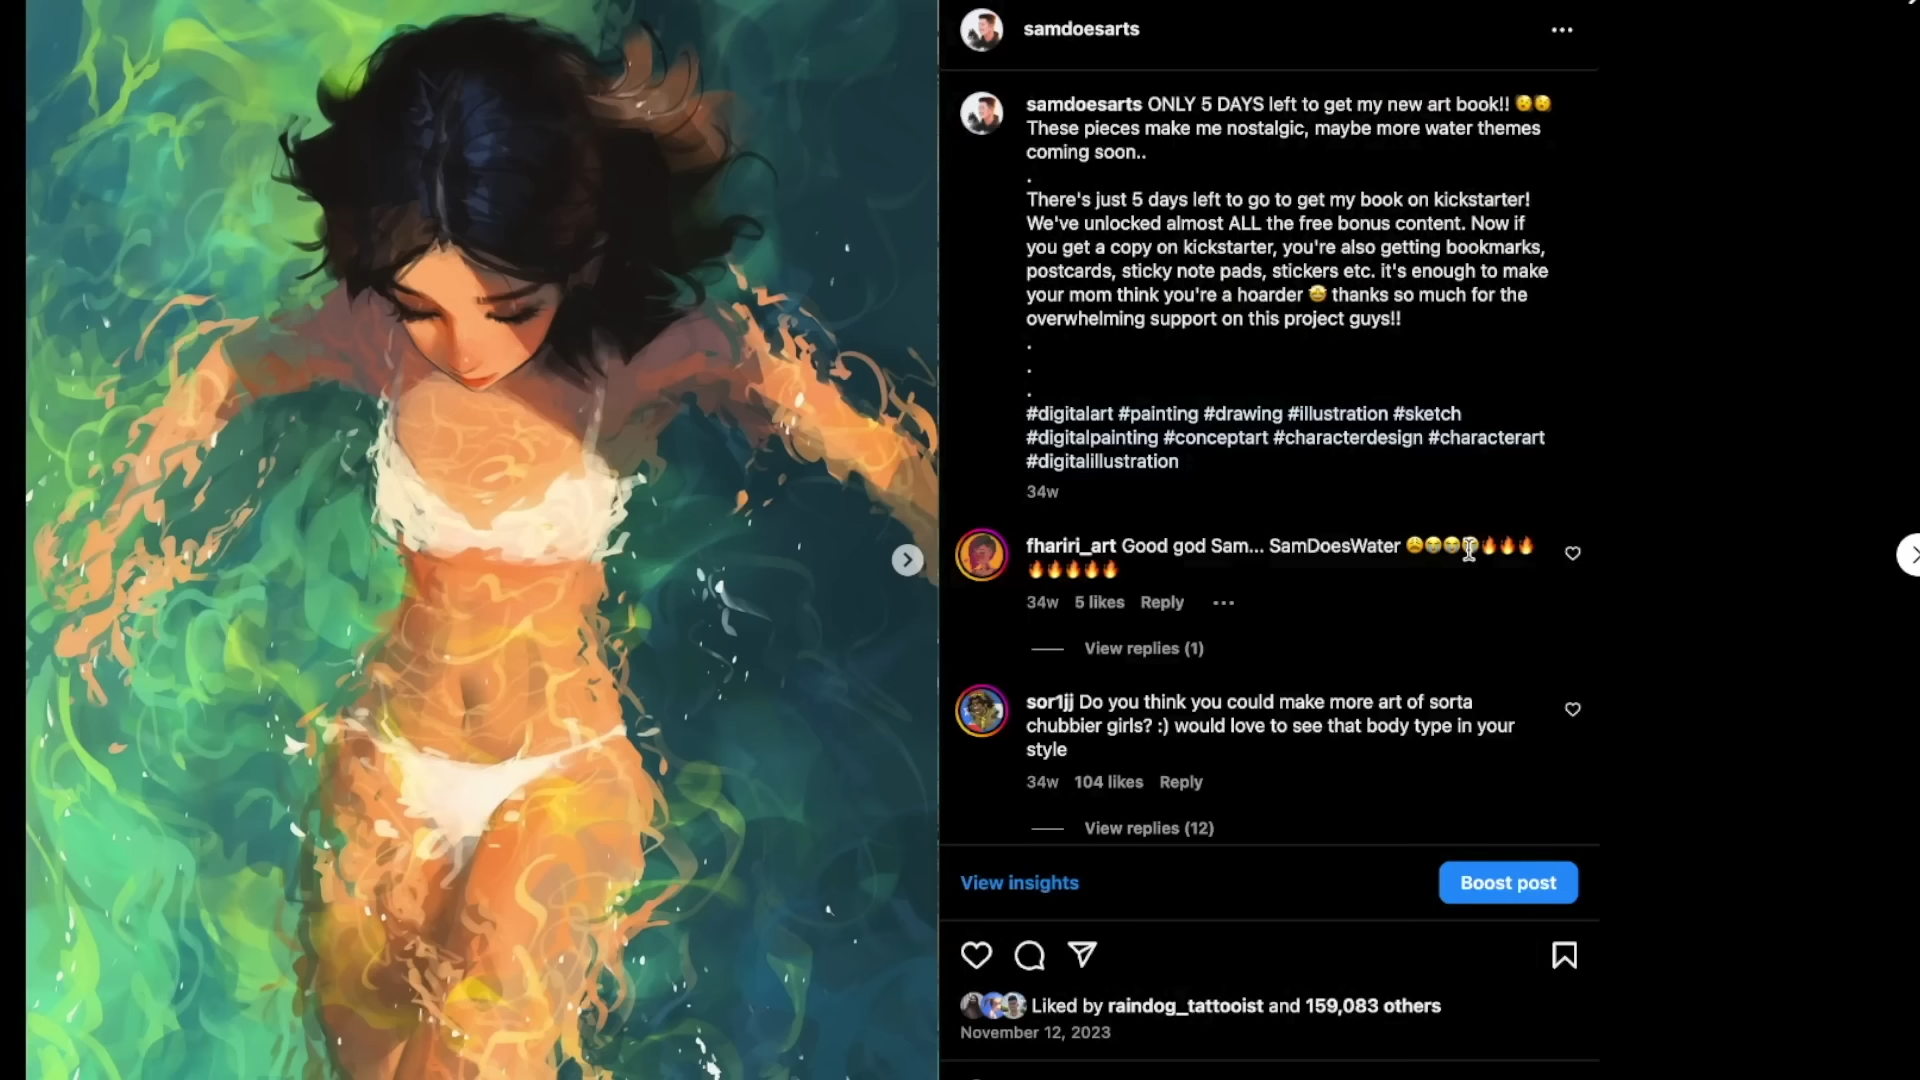 samdoesarts
samdoesarts ONLY 5 DAYS left to get my new art book!! 😯😯
These pieces make me nostalgic, maybe more water themes
coming soon..
.
There's just 5 days left to go to get my book on kickstarter!
We've unlocked almost ALL the free bonus content. Now if
you get a copy on kickstarter, you're also getting bookmarks,
postcards, sticky note pads, stickers etc. it's enough to make
your mom think you're a hoarder 🤩 thanks so much for the
overwhelming support on this project guys!!
.
.
.
#digitalart #painting #drawing #illustration #sketch
#digitalpainting #conceptart #characterdesign #characterart
#digitalillustration
34w
fhariri_art Good god Sam... SamDoesWater 😩😭😭😭🔥🔥🔥
🔥🔥🔥🔥🔥
34w 5 likes Reply
View replies (1)
sor1jj Do you think you could make more art of sorta
chubbier girls? :) would love to see that body type in your
style
34w 104 likes Reply
View replies (12)
View insights
Boost post
Liked by raindog_tattooist and 159,083 others
November 12, 2023